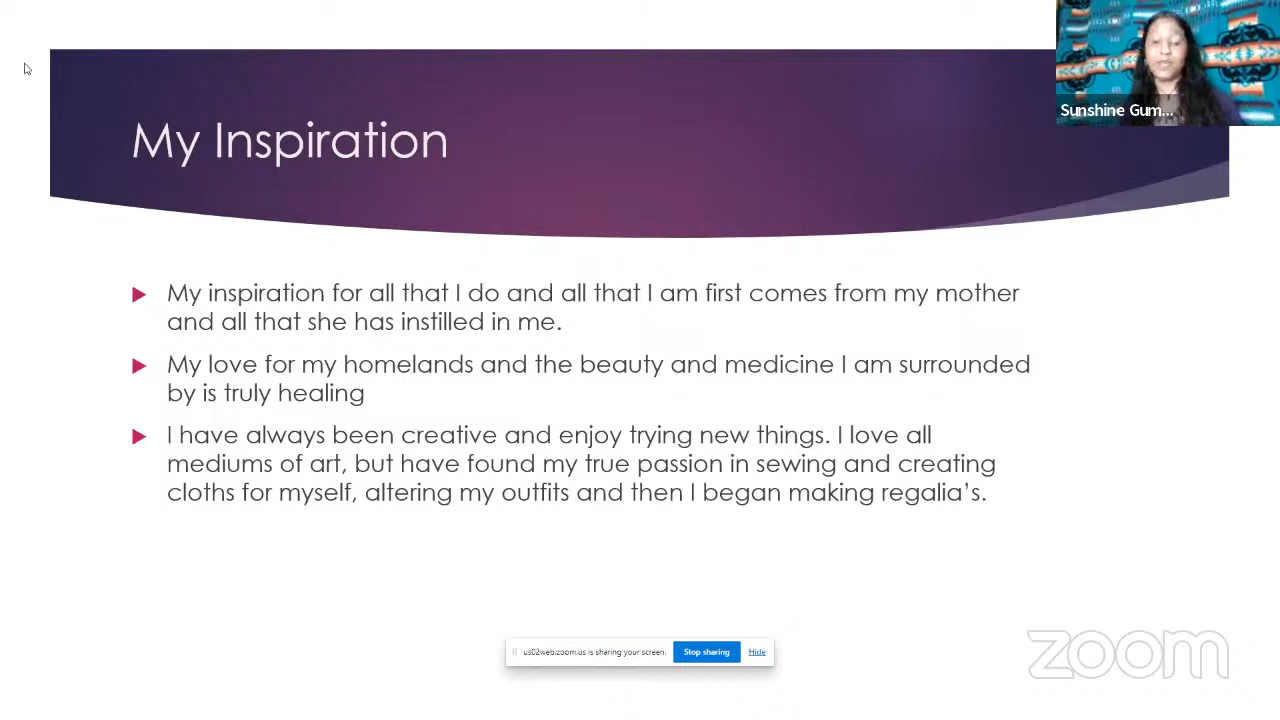 Sunshine Gum...
My Inspiration
My inspiration for all that I do and all that I am first comes from my mother
and all that she has instilled in me.
My love for my homelands and the beauty and medicine I am surrounded
by is truly healing
I have always been creative and enjoy trying new things. I love all
mediums of art, but have found my true passion in sewing and creating
cloths for myself, altering my outfits and then I began making regalia's.
us02web.zoom.us is sharing your screen. Stop sharing Hide
zoom